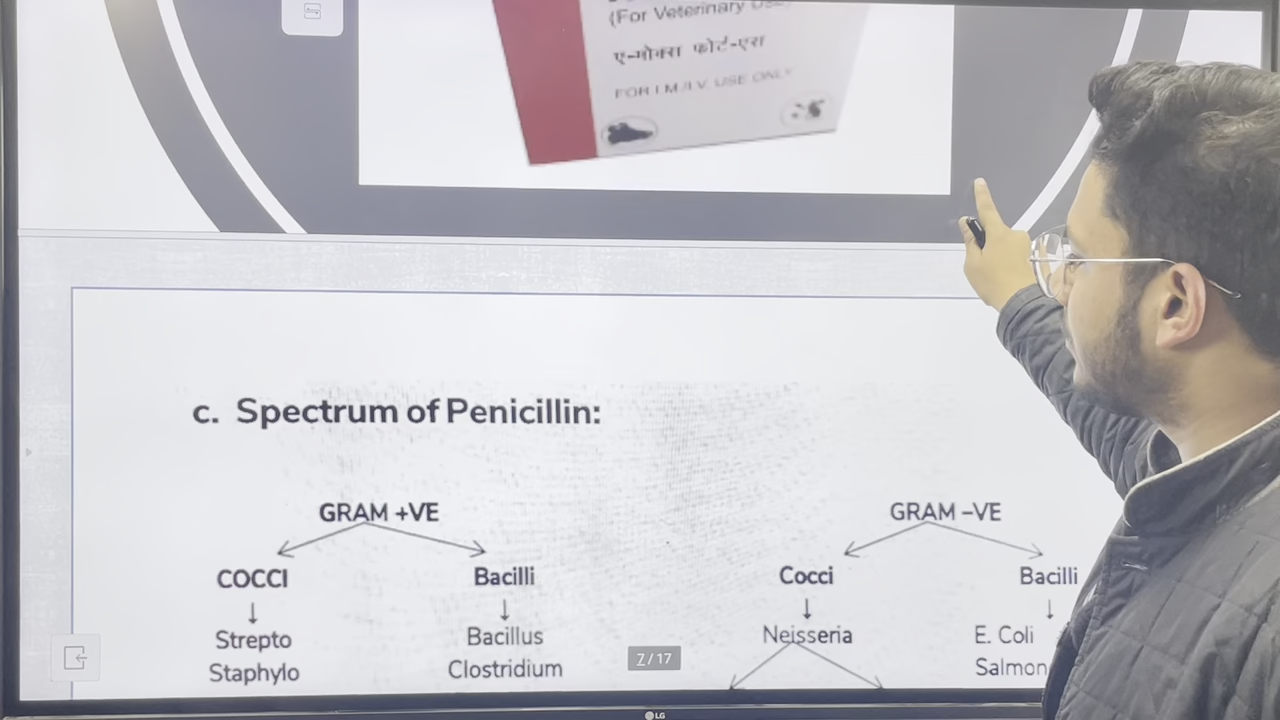 (For Veterinary Use)
ए-मोक्स फोर्ट-एस
FOR I.M./I.V. USE ONLY
c. Spectrum of Penicillin:
GRAM +VE
GRAM –VE
COCCI
Bacilli
Cocci
Bacilli
Strepto
Bacillus
Neisseria
E. Coli
Staphylo
Clostridium
Salmon
7/17
LG